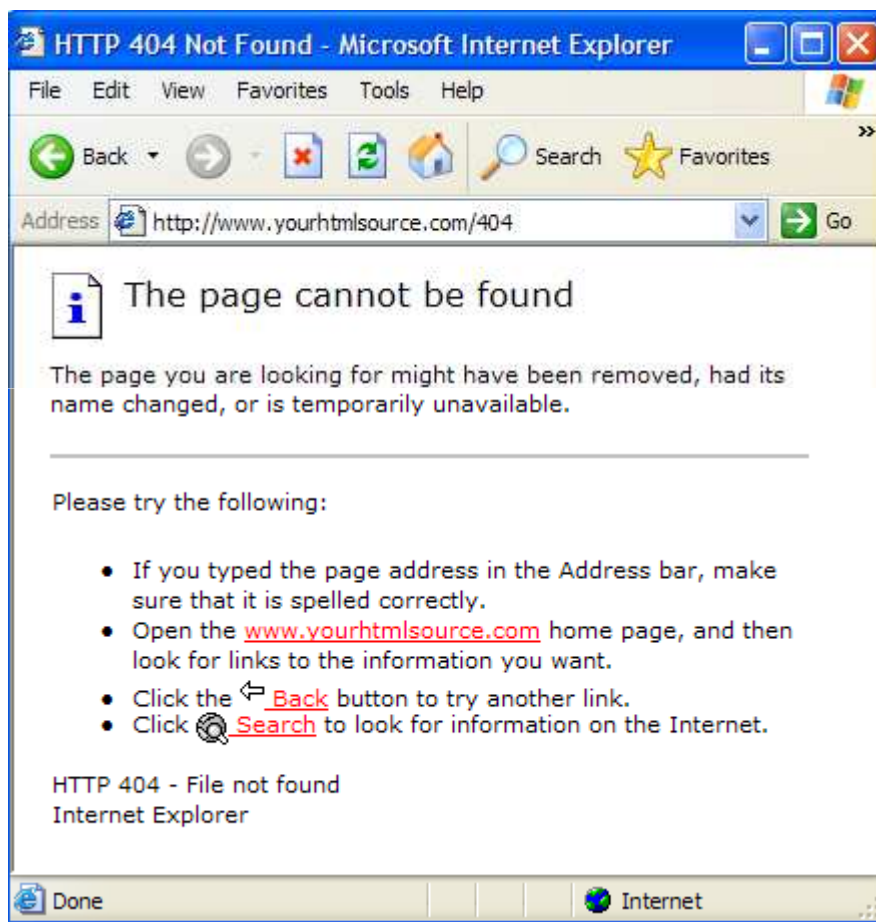 HTTP 404 Not Found - Microsoft Internet Explorer
File Edit View Favorites Tools Help
Back Search Favorites »
Address http://www.yourhtmlsource.com/404 Go
The page cannot be found
The page you are looking for might have been removed, had its
name changed, or is temporarily unavailable.
Please try the following:
● If you typed the page address in the Address bar, make
sure that it is spelled correctly.
● Open the www.yourhtmlsource.com home page, and then
look for links to the information you want.
● Click the Back button to try another link.
● Click Search to look for information on the Internet.
HTTP 404 - File not found
Internet Explorer
Done Internet